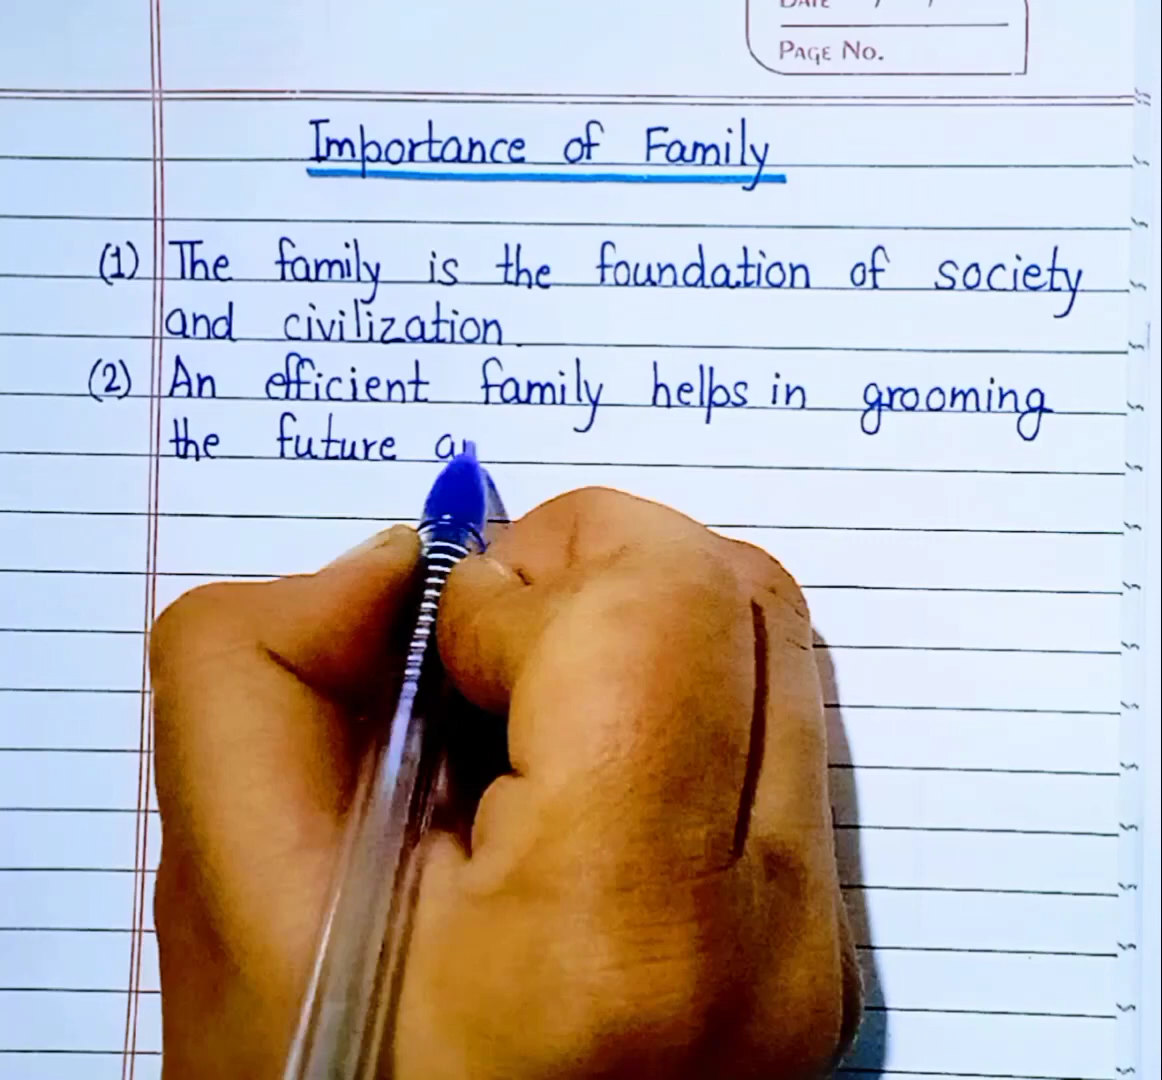 DATE / /
PAGE No.
Importance of Family
(1) The family is the foundation of society
and civilization
(2) An efficient family helps in grooming
the future